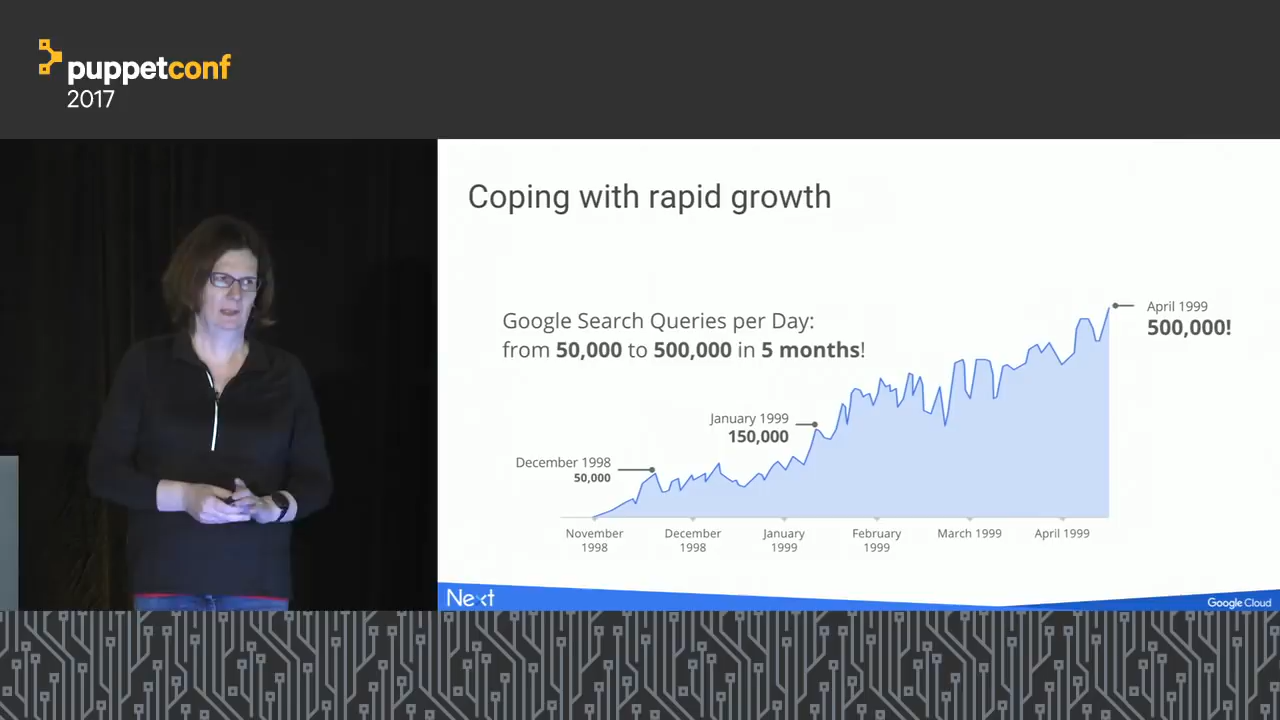 puppetconf
2017
Coping with rapid growth
Google Search Queries per Day:
from 50,000 to 500,000 in 5 months!
April 1999
500,000!
January 1999
150,000
December 1998
50,000
November
1998
December
1998
January
1999
February
1999
March 1999
April 1999
Next
Google Cloud